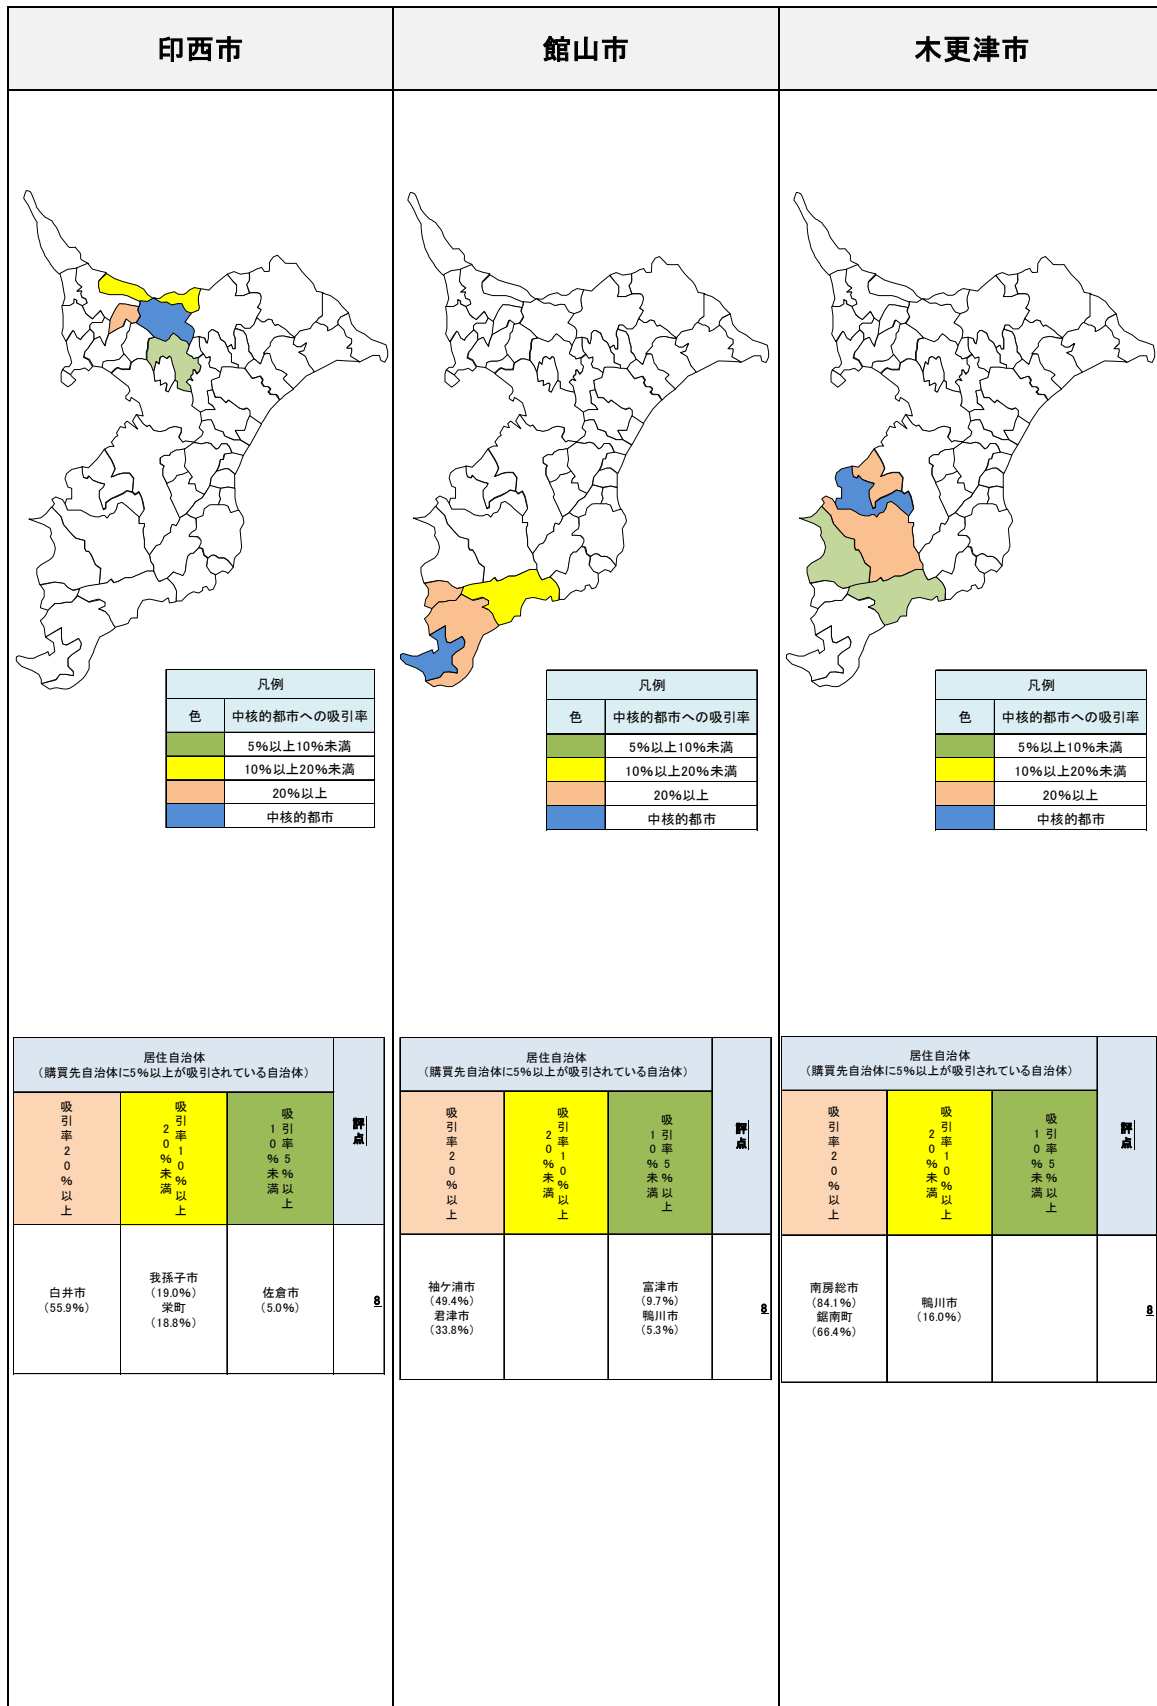 印西市
館山市
木更津市
凡例
色 中核的都市への吸引率
5%以上10%未満
10%以上20%未満
20%以上
中核的都市
凡例
色 中核的都市への吸引率
5%以上10%未満
10%以上20%未満
20%以上
中核的都市
凡例
色 中核的都市への吸引率
5%以上10%未満
10%以上20%未満
20%以上
中核的都市
居住自治体
(購買先自治体に5%以上が吸引されている自治体)
評点
吸引率20%以上
吸引率10%以上
20%未満
吸引率5%以上
10%未満
白井市
(55.9%)
我孫子市
(19.0%)
栄町
(18.8%)
佐倉市
(5.0%)
8
居住自治体
(購買先自治体に5%以上が吸引されている自治体)
評点
吸引率20%以上
吸引率10%以上
20%未満
吸引率5%以上
10%未満
袖ケ浦市
(49.4%)
君津市
(33.8%)
富津市
(9.7%)
鴨川市
(5.3%)
8
居住自治体
(購買先自治体に5%以上が吸引されている自治体)
評点
吸引率20%以上
吸引率10%以上
20%未満
吸引率5%以上
10%未満
南房総市
(84.1%)
鋸南町
(66.4%)
鴨川市
(16.0%)
8